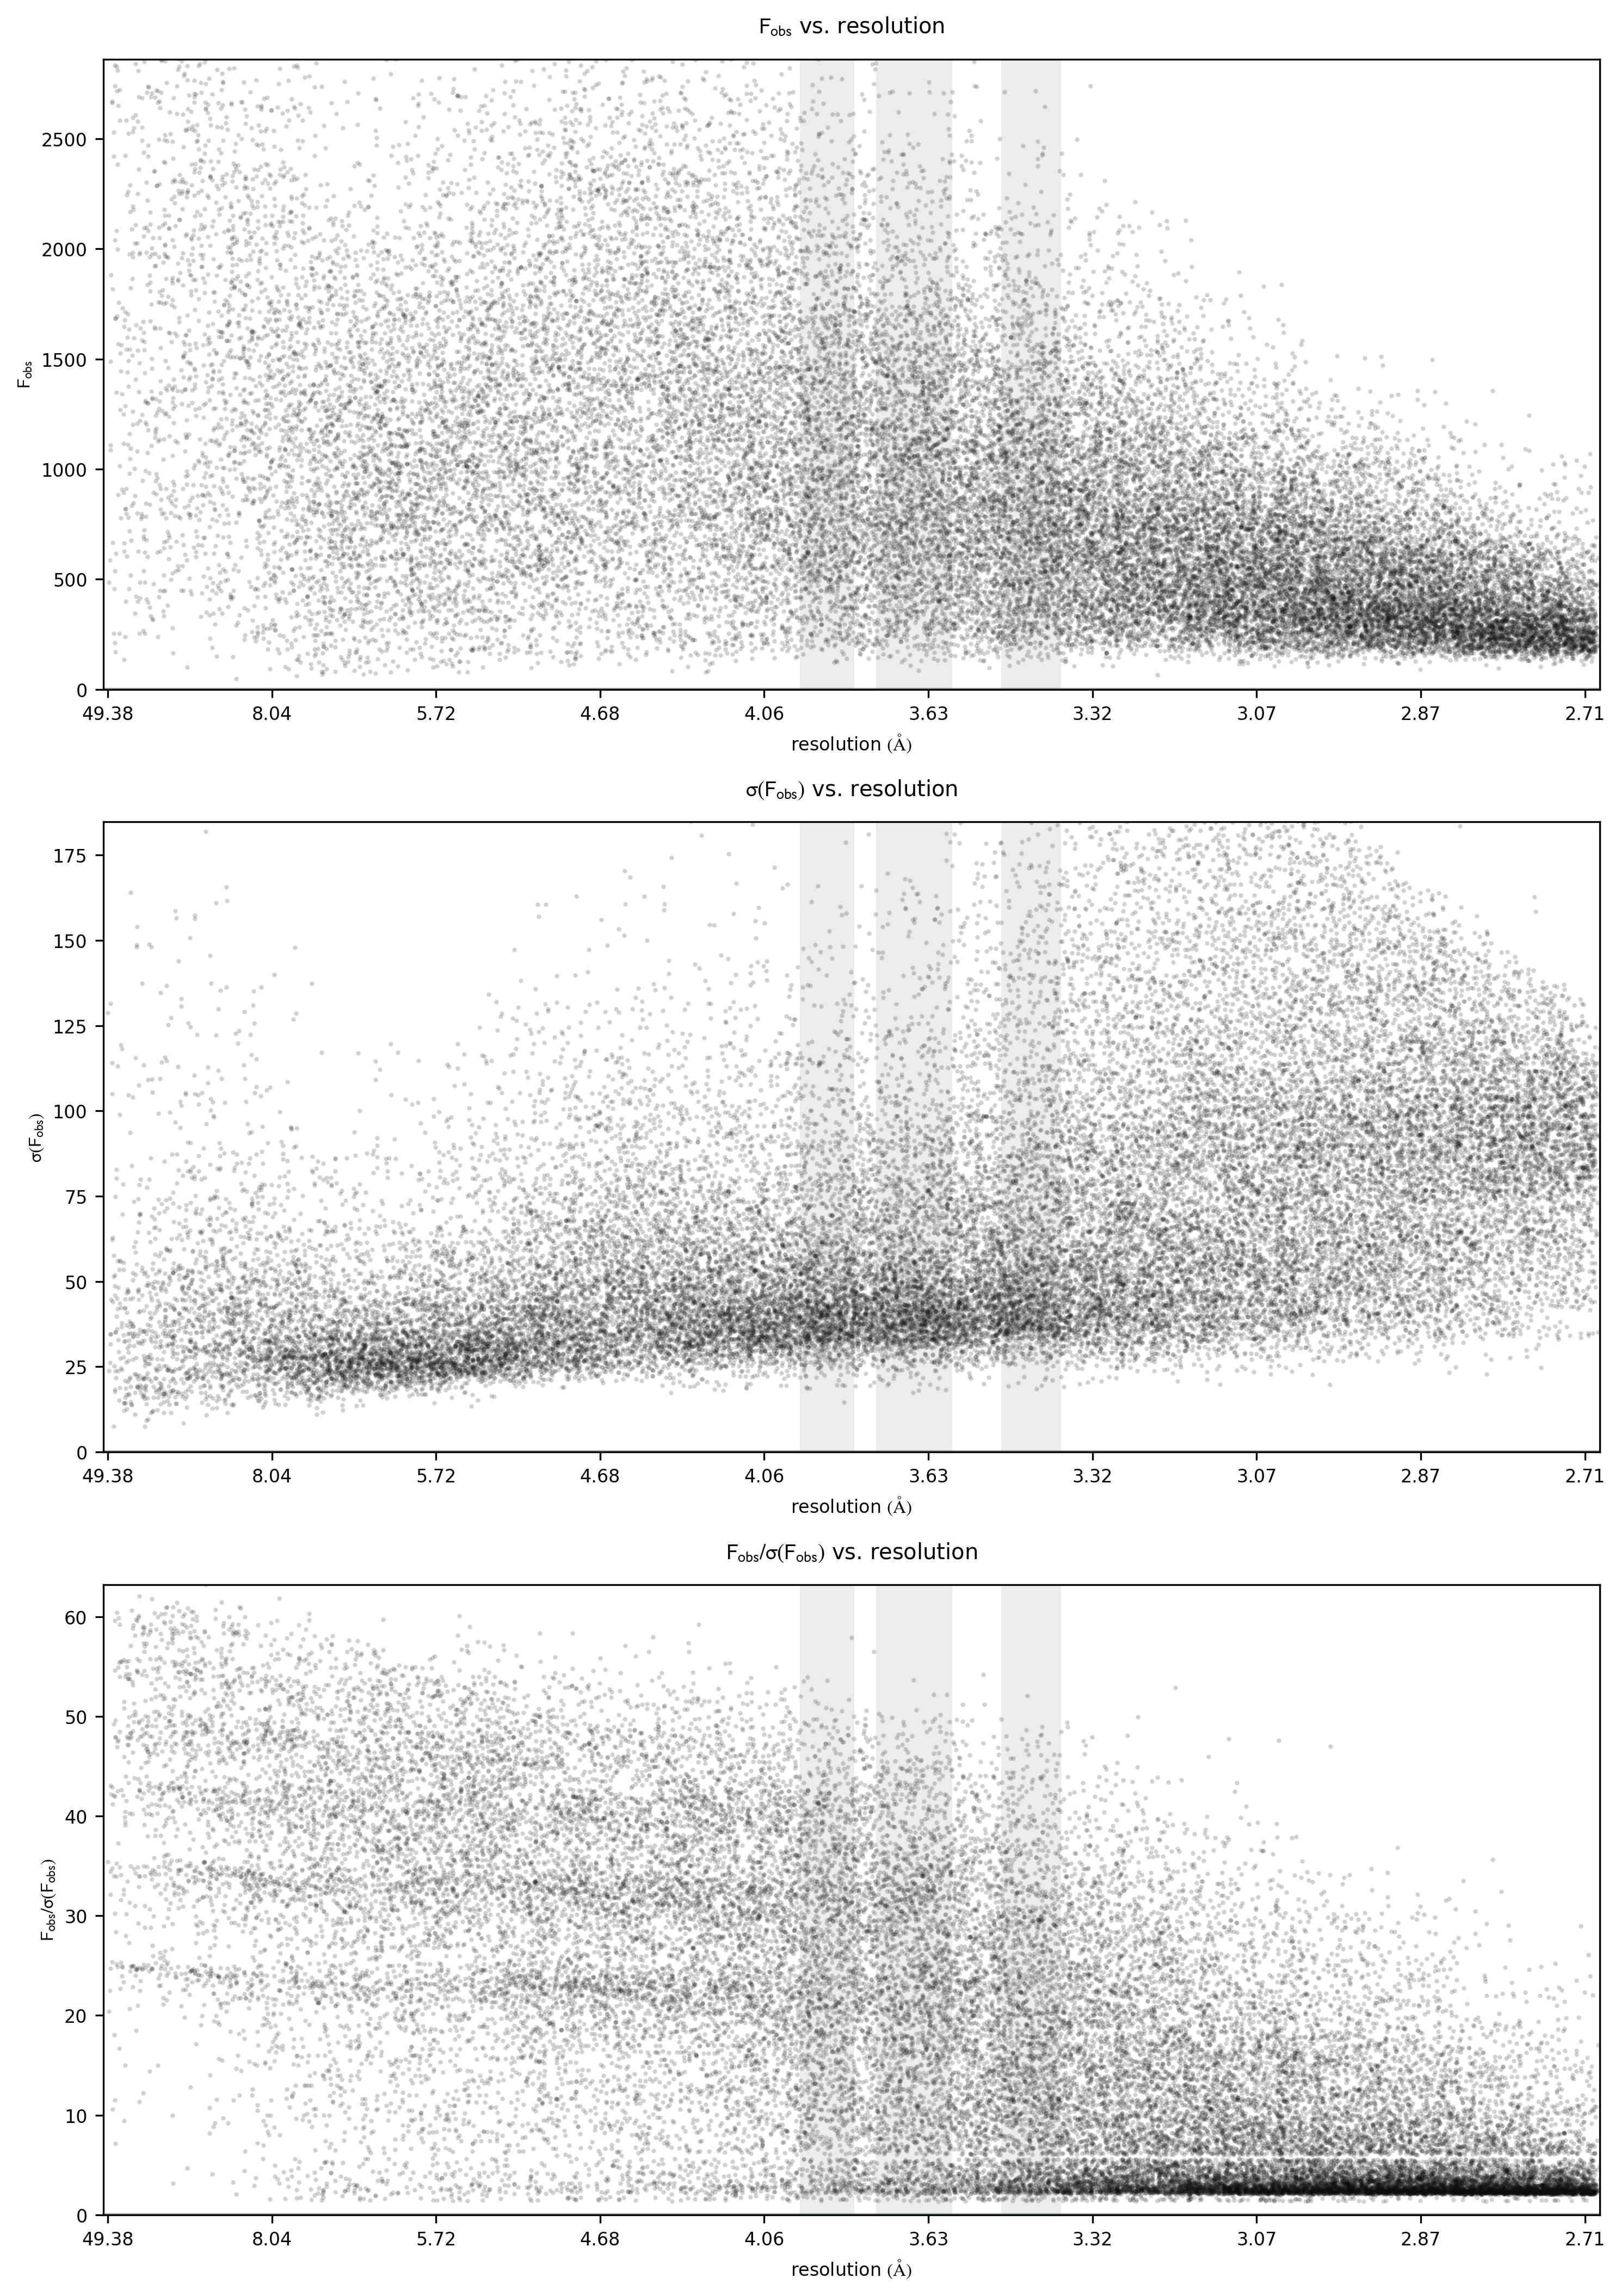 Fobs vs. resolution
2500
2000
1500
1000
500
0
Fobs
49.38 8.04 5.72 4.68 4.06 3.63 3.32 3.07 2.87 2.71
resolution (Å)
σ(Fobs) vs. resolution
175
150
125
100
75
50
25
0
σ(Fobs)
49.38 8.04 5.72 4.68 4.06 3.63 3.32 3.07 2.87 2.71
resolution (Å)
Fobs/σ(Fobs) vs. resolution
60
50
40
30
20
10
0
Fobs/σ(Fobs)
49.38 8.04 5.72 4.68 4.06 3.63 3.32 3.07 2.87 2.71
resolution (Å)